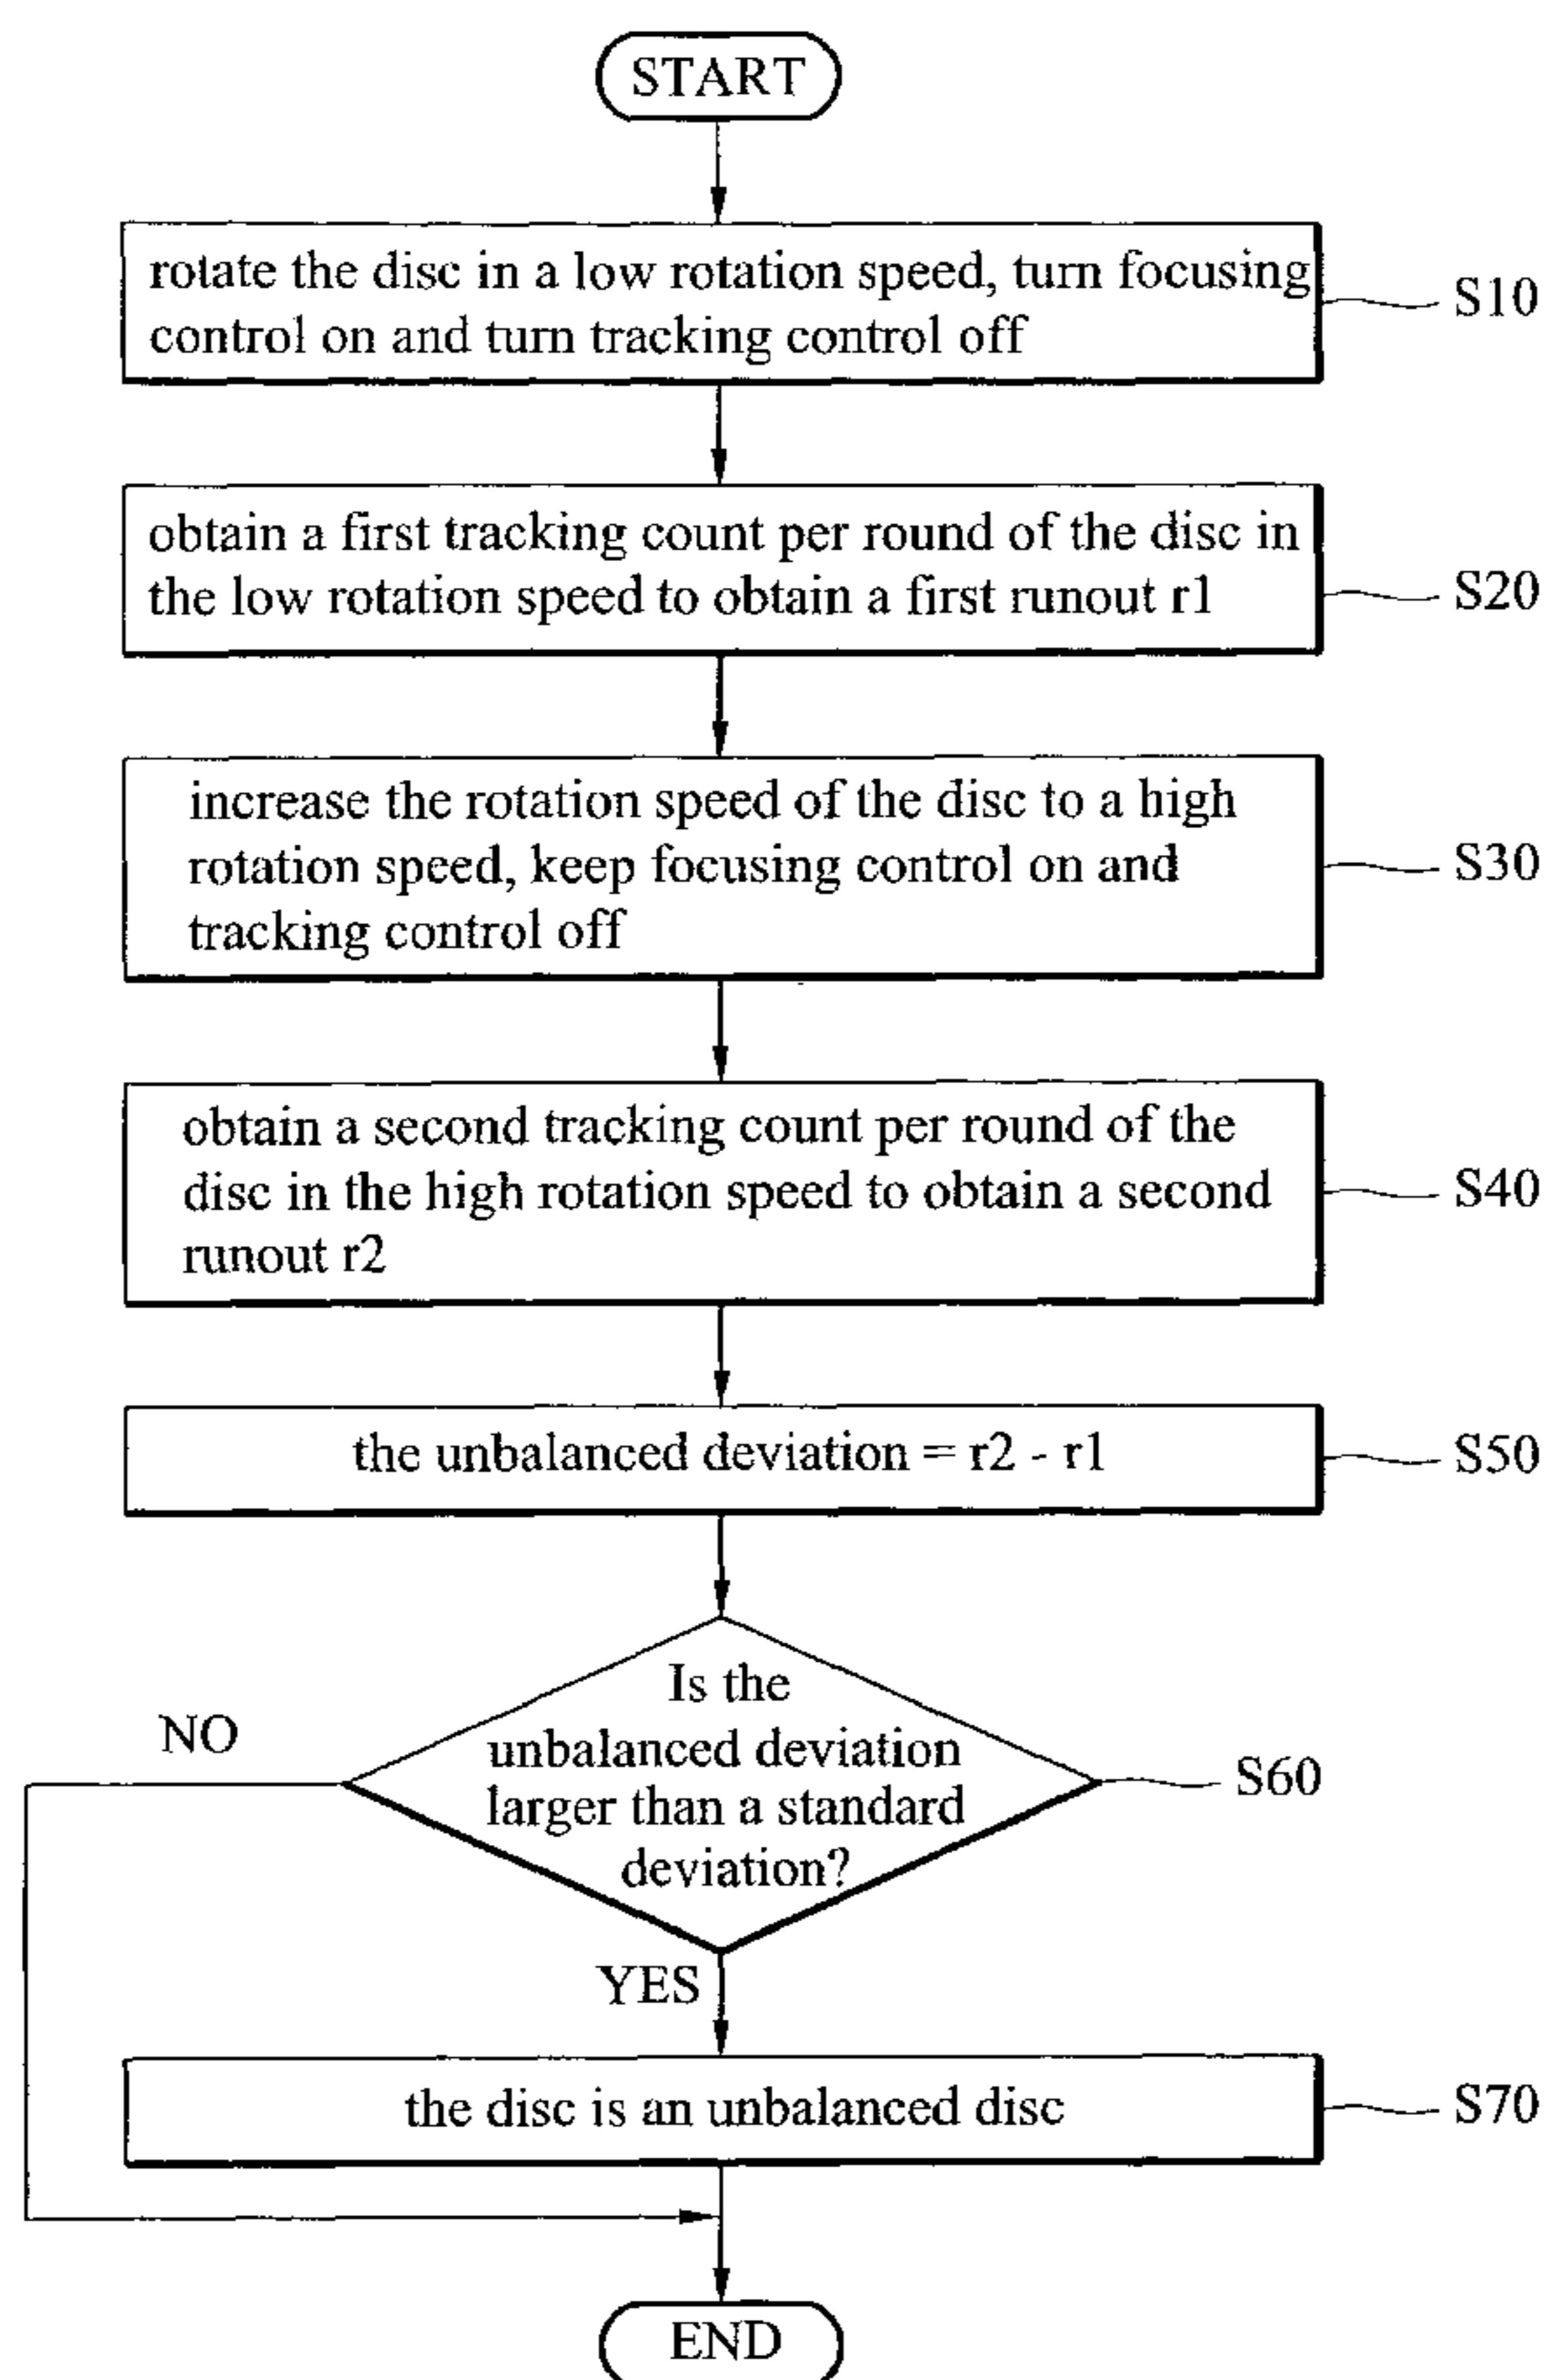 START
rotate the disc in a low rotation speed, turn focusing
control on and turn tracking control off
S10
obtain a first tracking count per round of the disc in
the low rotation speed to obtain a first runout r1
S20
increase the rotation speed of the disc to a high
rotation speed, keep focusing control on and
tracking control off
S30
obtain a second tracking count per round of the
disc in the high rotation speed to obtain a second
runout r2
S40
the unbalanced deviation = r2 - r1
S50
Is the
unbalanced deviation
larger than a standard
deviation?
S60
NO
YES
the disc is an unbalanced disc
S70
END